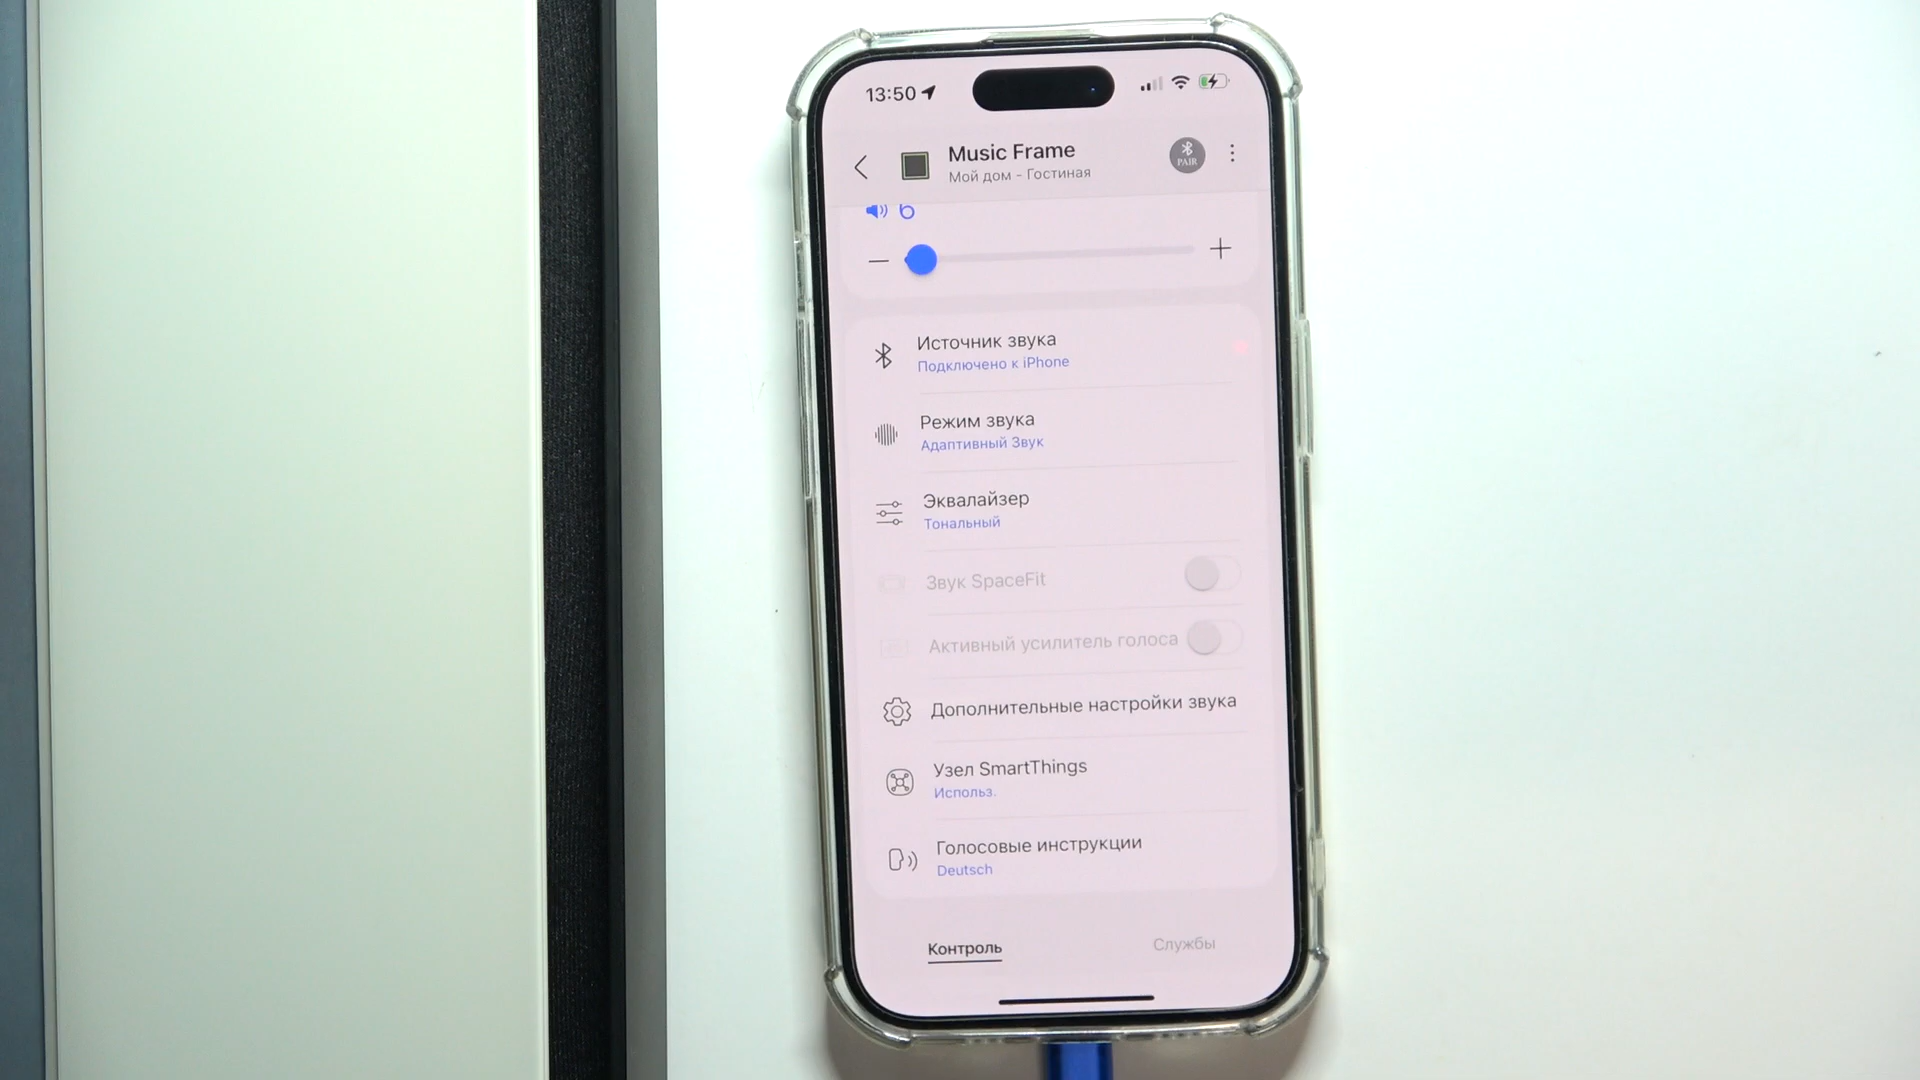 13:50
Music Frame
Мой дом - Гостиная
PAIR
6
Источник звука
Подключено к iPhone
Режим звука
Адаптивный Звук
Эквалайзер
Тональный
Звук SpaceFit
Активный усилитель голоса
Дополнительные настройки звука
Узел SmartThings
Использ.
Голосовые инструкции
Deutsch
Контроль
Службы